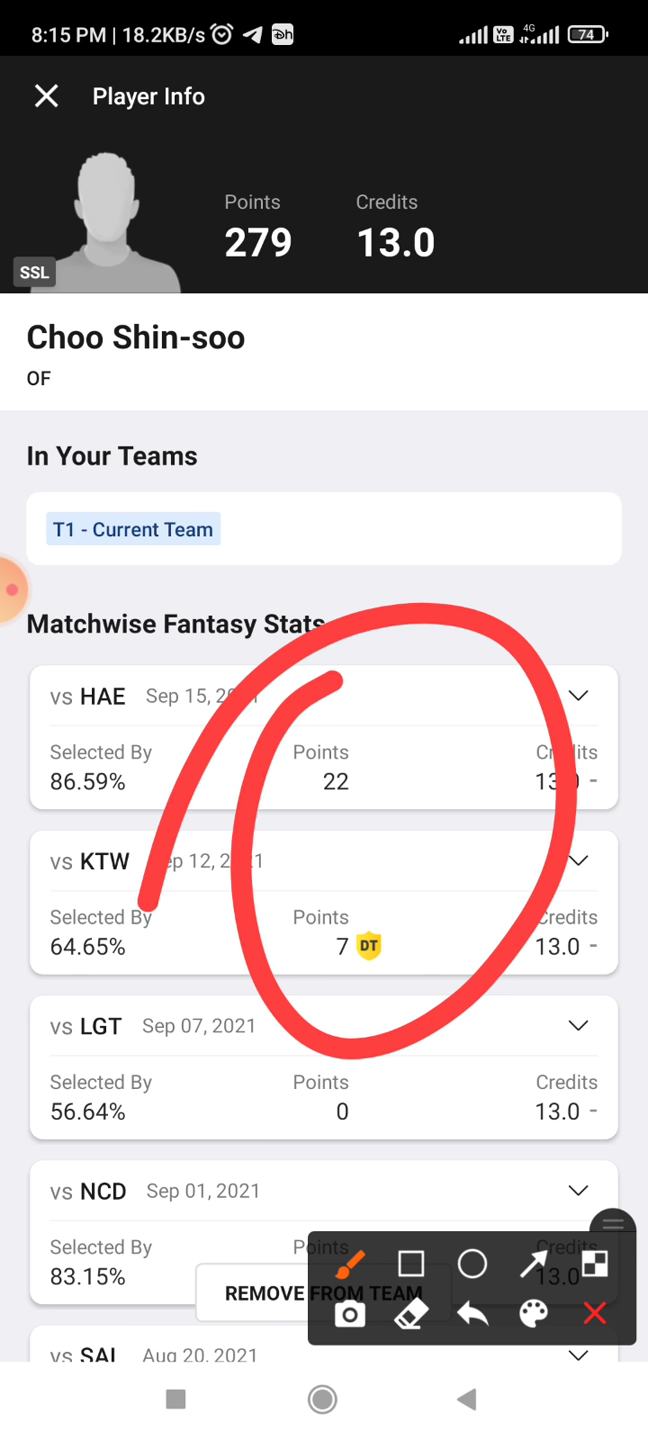 8:15 PM | 18.2KB/s
Vo LTE 4G 74
Player Info
Points Credits
279 13.0
SSL
Choo Shin-soo
OF
In Your Teams
T1 - Current Team
Matchwise Fantasy Stats
vs HAE Sep 15, 2021
Selected By Points Credits
86.59% 22 13.0 -
vs KTW Sep 12, 2021
Selected By Points Credits
64.65% 7 DT 13.0 -
vs LGT Sep 07, 2021
Selected By Points Credits
56.64% 0 13.0 -
vs NCD Sep 01, 2021
Selected By Points Credits
83.15% 13.0
REMOVE FROM TEAM
vs SAL Aug 20, 2021